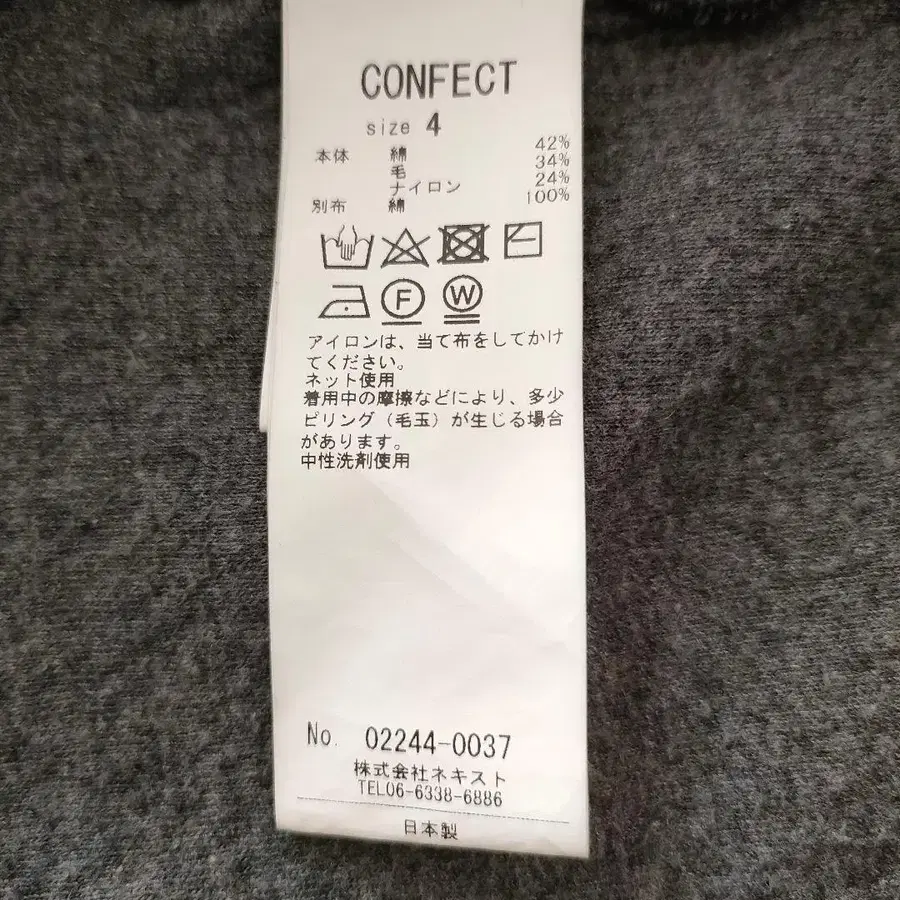 CONFECT
size 4
本体 綿 42%
毛 34%
ナイロン 24%
別布 綿 100%
F W
アイロンは、当て布をしてかけ
てください。
ネット使用
着用中の摩擦などにより、多少
ピリング（毛玉）が生じる場合
があります。
中性洗剤使用
No. 02244-0037
株式会社ネキスト
TEL06-6338-6886
日本製